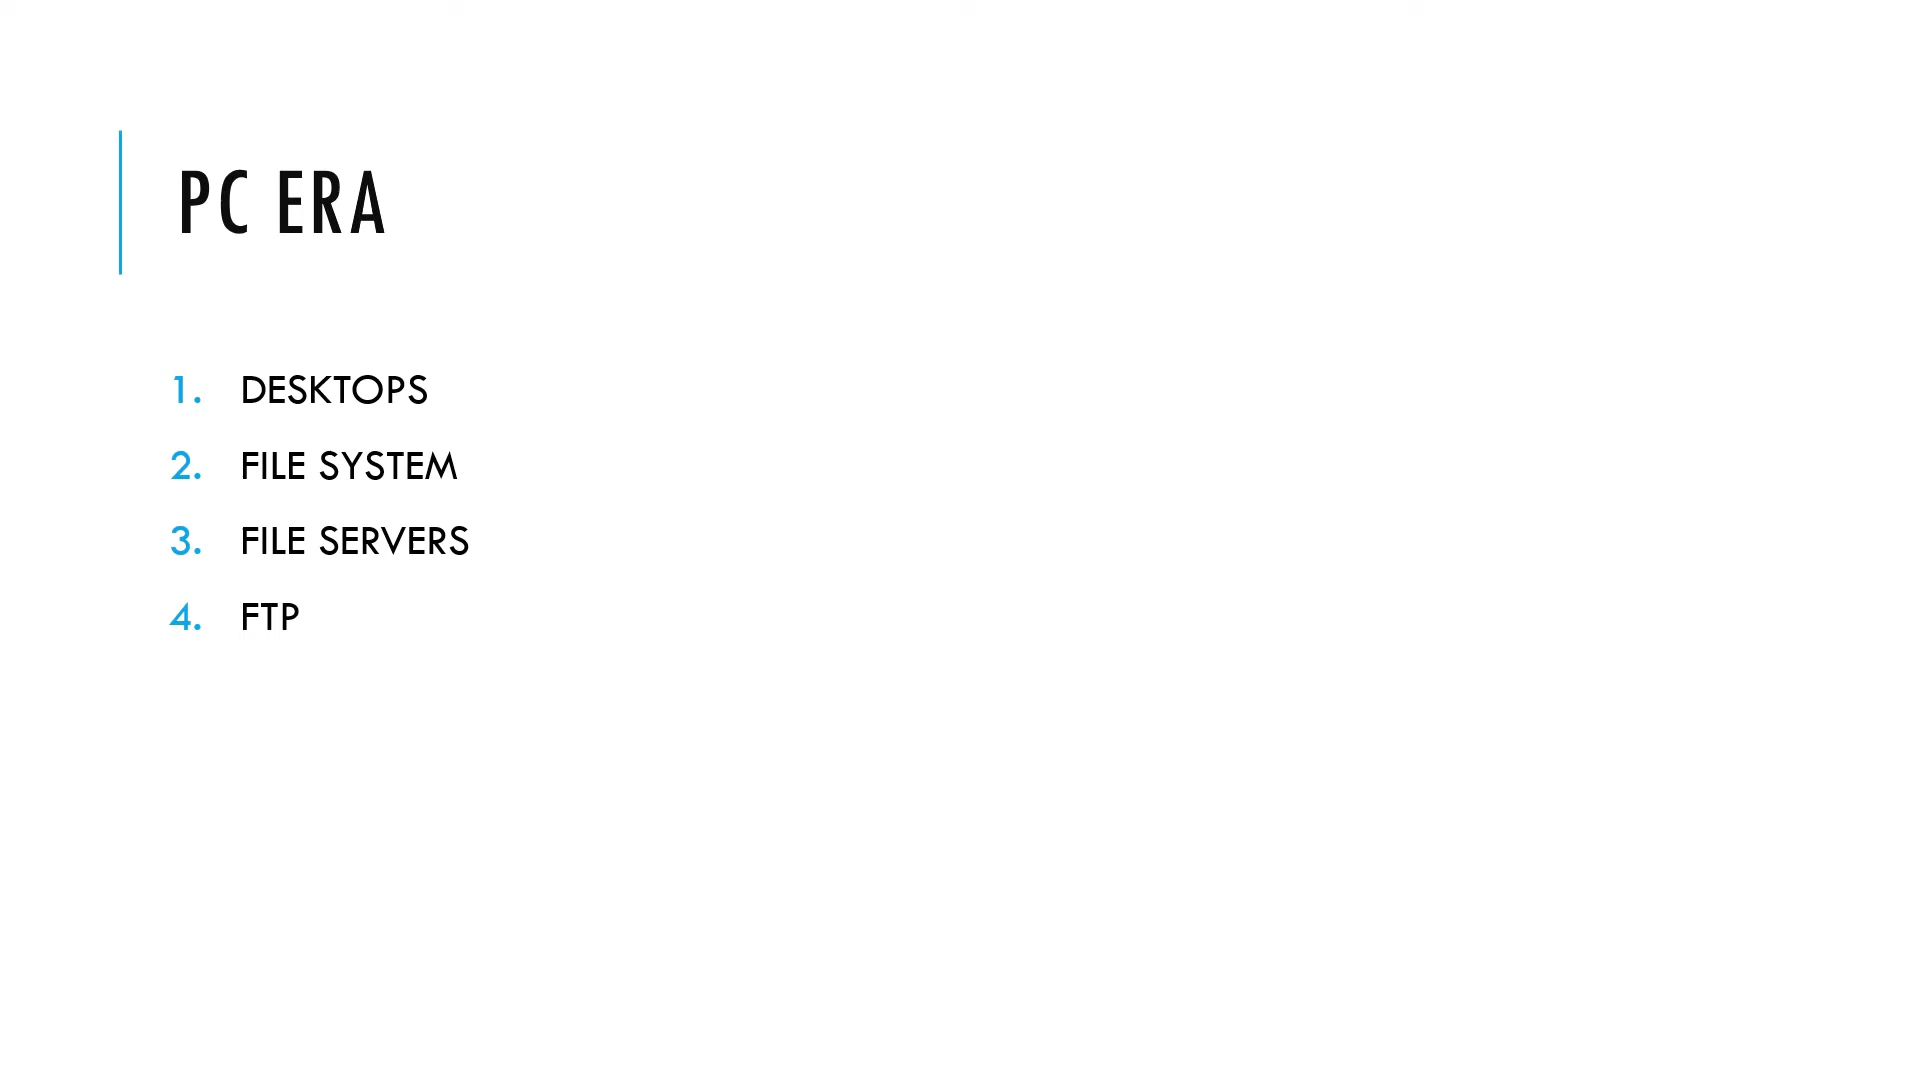 PC ERA
1. DESKTOPS
2. FILE SYSTEM
3. FILE SERVERS
4. FTP